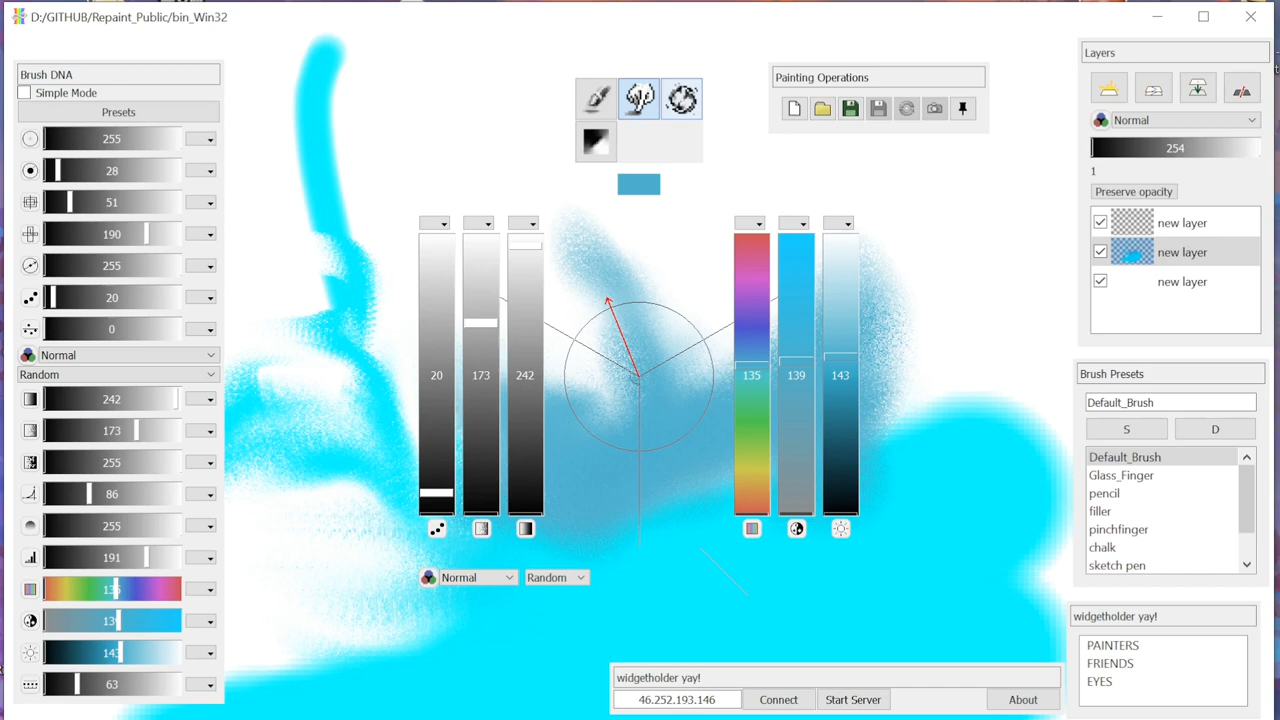 D:/GITHUB/Repaint_Public/bin_Win32
Brush DNA
Simple Mode
Presets
255
28
51
190
255
20
0
Normal
Random
242
173
255
86
255
191
135
139
143
63
20
173
242
Normal
Random
135
139
143
Painting Operations
widgetholder yay!
46.252.193.146
Connect
Start Server
About
Layers
Normal
254
1
Preserve opacity
new layer
new layer
new layer
Brush Presets
Default_Brush
S
D
Default_Brush
Glass_Finger
pencil
filler
pinchfinger
chalk
sketch pen
widgetholder yay!
PAINTERS
FRIENDS
EYES